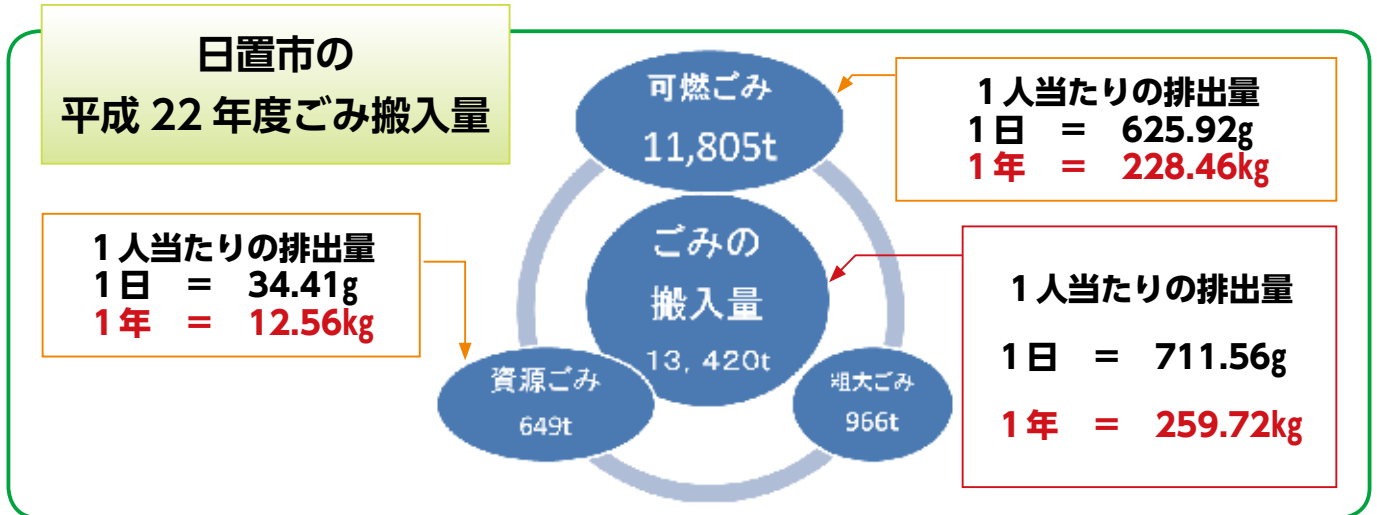 日置市の
平成 22 年度ごみ搬入量
可燃ごみ
11,805t
1人当たりの排出量
1日 = 625.92g
1年 = 228.46kg
1人当たりの排出量
1日 = 34.41g
1年 = 12.56kg
ごみの
搬入量
13,420t
1人当たりの排出量
1日 = 711.56g
1年 = 259.72kg
資源ごみ
649t
粗大ごみ
966t